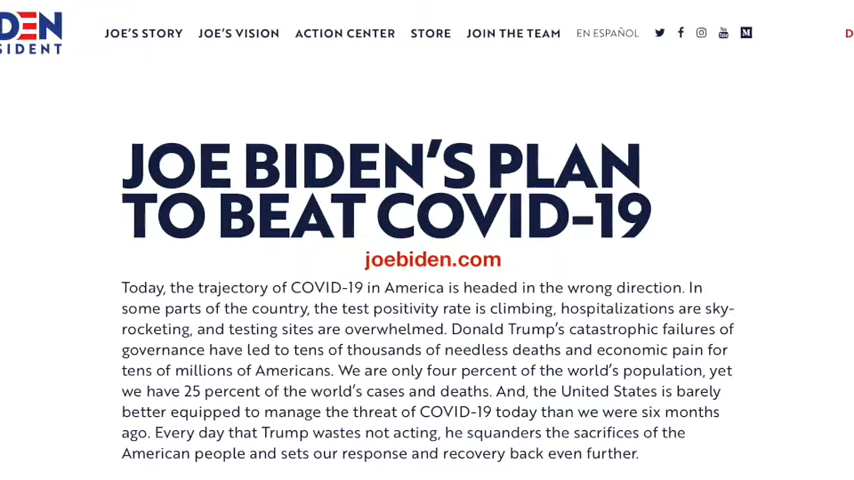 DEN
SIDENT
JOE'S STORY JOE'S VISION ACTION CENTER STORE JOIN THE TEAM EN ESPAÑOL
JOE BIDEN'S PLAN
TO BEAT COVID-19
joebiden.com
Today, the trajectory of COVID-19 in America is headed in the wrong direction. In
some parts of the country, the test positivity rate is climbing, hospitalizations are sky-
rocketing, and testing sites are overwhelmed. Donald Trump's catastrophic failures of
governance have led to tens of thousands of needless deaths and economic pain for
tens of millions of Americans. We are only four percent of the world's population, yet
we have 25 percent of the world's cases and deaths. And, the United States is barely
better equipped to manage the threat of COVID-19 today than we were six months
ago. Every day that Trump wastes not acting, he squanders the sacrifices of the
American people and sets our response and recovery back even further.